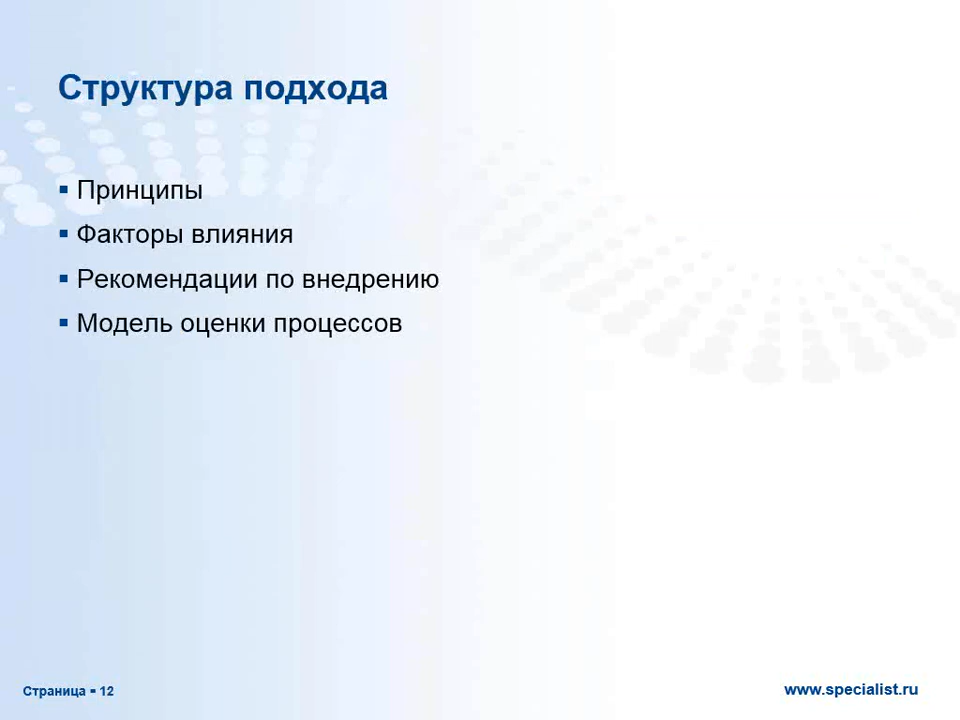 Структура подхода
▪ Принципы
▪ Факторы влияния
▪ Рекомендации по внедрению
▪ Модель оценки процессов
Страница ▪ 12
www.specialist.ru